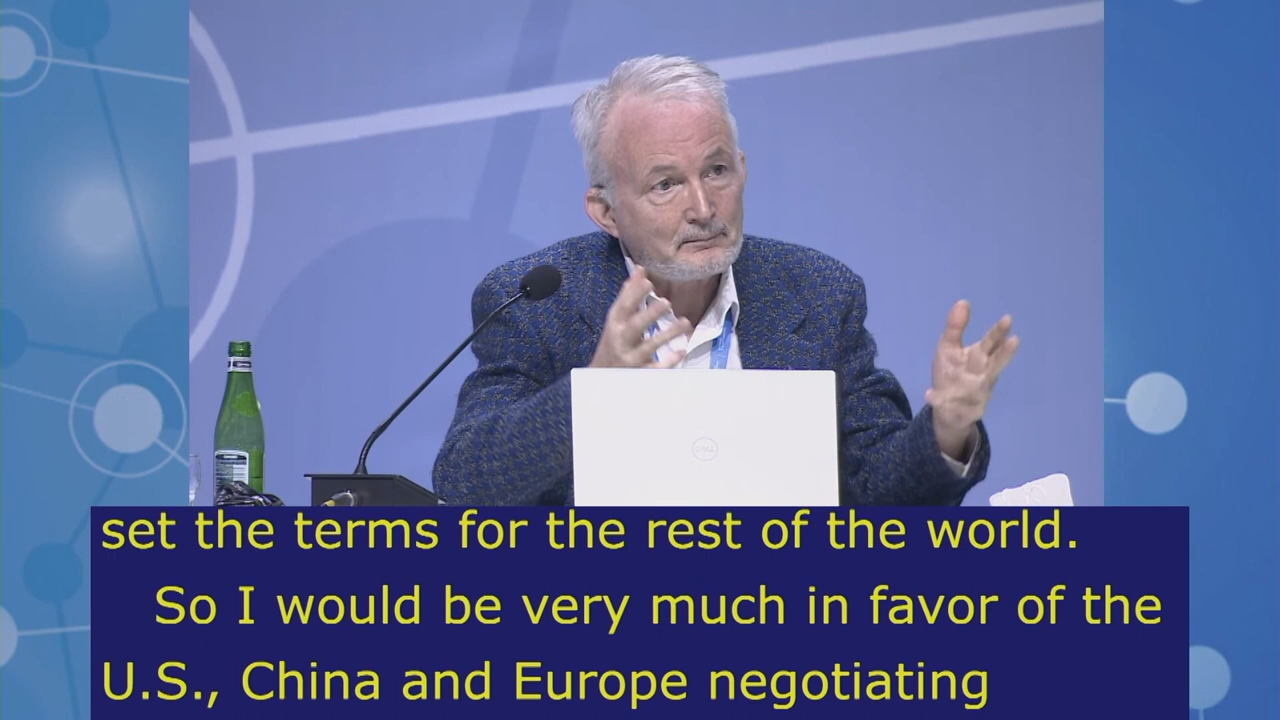 DELL
set the terms for the rest of the world.
So I would be very much in favor of the
U.S., China and Europe negotiating